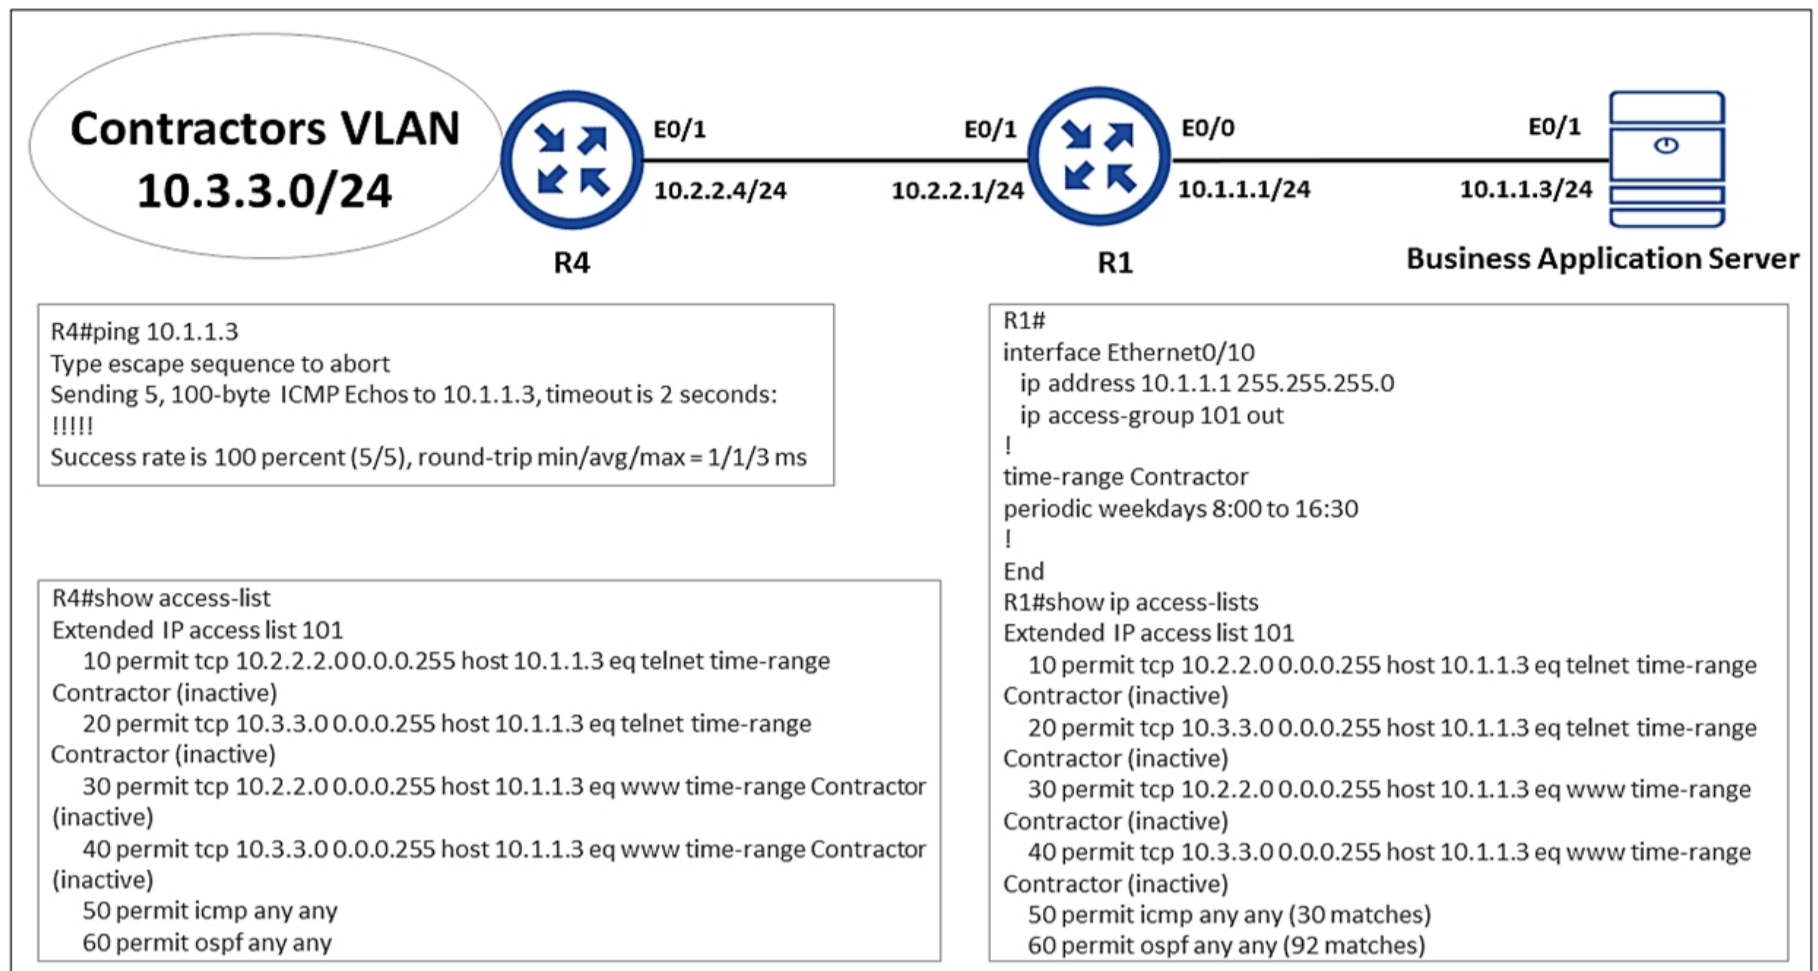 Contractors VLAN
10.3.3.0/24
E0/1
10.2.2.4/24
R4
E0/1
10.2.2.1/24
E0/0
10.1.1.1/24
R1
E0/1
10.1.1.3/24
Business Application Server
R4#ping 10.1.1.3
Type escape sequence to abort
Sending 5, 100-byte ICMP Echos to 10.1.1.3, timeout is 2 seconds:
!!!!!
Success rate is 100 percent (5/5), round-trip min/avg/max = 1/1/3 ms
R4#show access-list
Extended IP access list 101
10 permit tcp 10.2.2.2.0 0.0.0.255 host 10.1.1.3 eq telnet time-range
Contractor (inactive)
20 permit tcp 10.3.3.0 0.0.0.255 host 10.1.1.3 eq telnet time-range
Contractor (inactive)
30 permit tcp 10.2.2.0 0.0.0.255 host 10.1.1.3 eq www time-range Contractor
(inactive)
40 permit tcp 10.3.3.0 0.0.0.255 host 10.1.1.3 eq www time-range Contractor
(inactive)
50 permit icmp any any
60 permit ospf any any
R1#
interface Ethernet0/10
ip address 10.1.1.1 255.255.255.0
ip access-group 101 out
!
time-range Contractor
periodic weekdays 8:00 to 16:30
!
End
R1#show ip access-lists
Extended IP access list 101
10 permit tcp 10.2.2.0 0.0.0.255 host 10.1.1.3 eq telnet time-range
Contractor (inactive)
20 permit tcp 10.3.3.0 0.0.0.255 host 10.1.1.3 eq telnet time-range
Contractor (inactive)
30 permit tcp 10.2.2.0 0.0.0.255 host 10.1.1.3 eq www time-range
Contractor (inactive)
40 permit tcp 10.3.3.0 0.0.0.255 host 10.1.1.3 eq www time-range
Contractor (inactive)
50 permit icmp any any (30 matches)
60 permit ospf any any (92 matches)